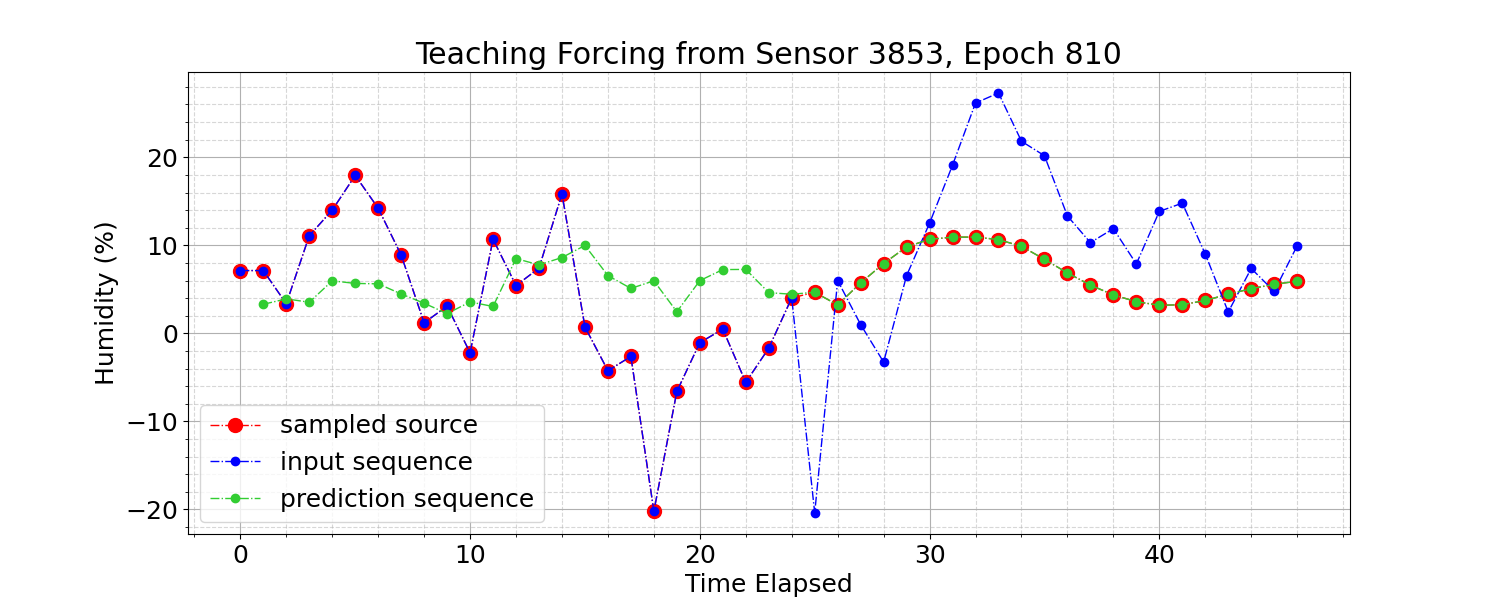 Teaching Forcing from Sensor 3853, Epoch 810
Humidity (%)
20
10
0
−10
−20
sampled source
input sequence
prediction sequence
0 10 20 30 40
Time Elapsed